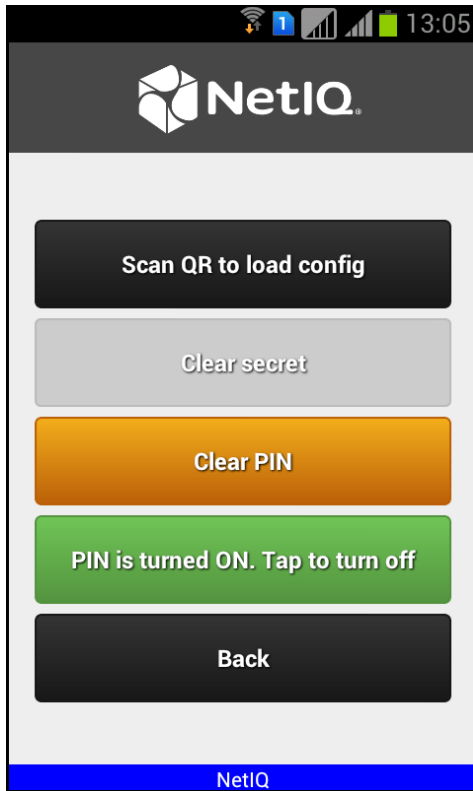 1
13:05
NetIQ®
Scan QR to load config
Clear secret
Clear PIN
PIN is turned ON. Tap to turn off
Back
NetIQ